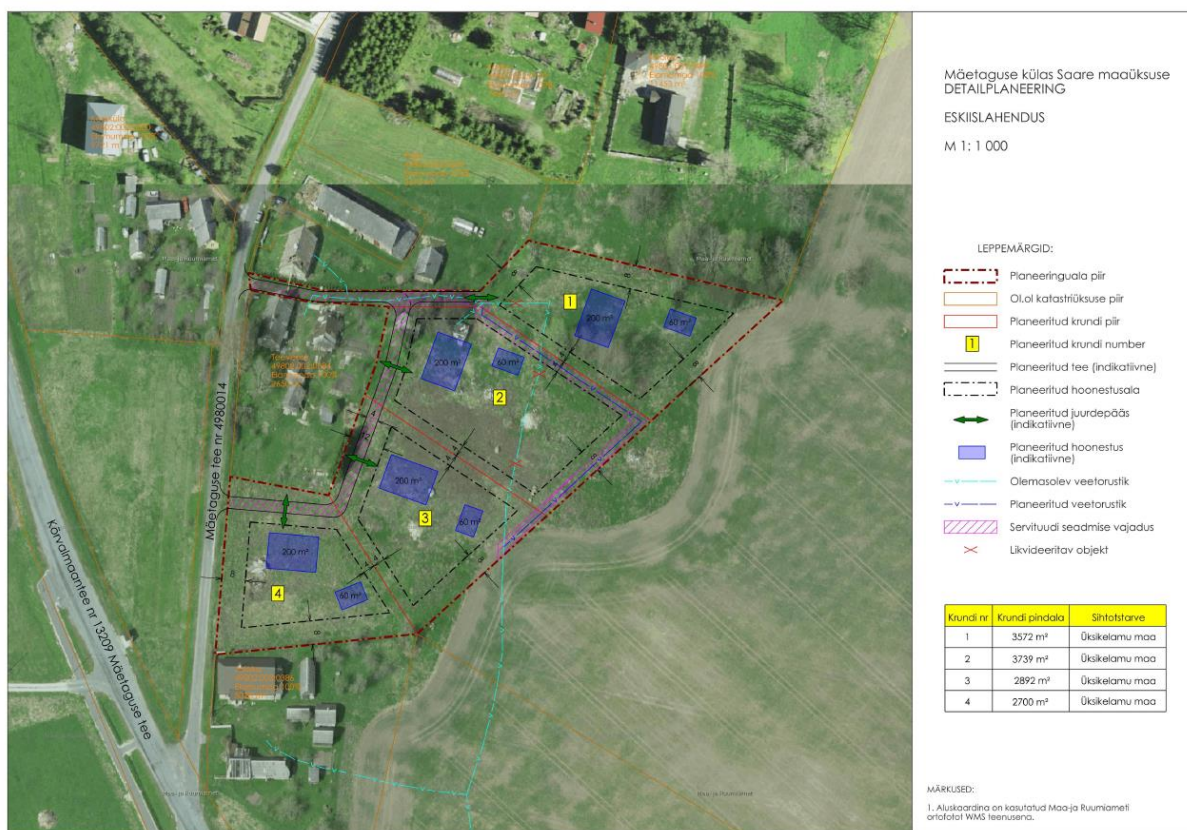 Mäetaguse külas Saare maaüksuse
DETAILPLANEERING
ESKIISLAHENDUS
M 1: 1 000
LEPPEMÄRGID:
Planeeringuala piir
Ol.ol katastriüksuse piir
Planeeritud krundi piir
1
Planeeritud krundi number
Planeeritud tee (indikatiivne)
Planeeritud hoonestusala
Planeeritud juurdepääs
(indikatiivne)
Planeeritud hoonestus
(indikatiivne)
Olemasolev veetorustik
Planeeritud veetorustik
Servituudi seadmise vajadus
Likvideeritav objekt
Krundi nr Krundi pindala Sihtotstarve
1 3572 m² Üksikelamu maa
2 3739 m² Üksikelamu maa
3 2892 m² Üksikelamu maa
4 2700 m² Üksikelamu maa
MÄRKUSED:
1. Aluskaardina on kasutatud Maa-ja Ruumiameti
ortofotot WMS teenusena.
Mäetaguse tee nr 4980014
Kõrvalmaantee nr 13209 Mäetaguse tee
1
200 m²
60 m²
200 m²
60 m²
2
200 m²
60 m²
3
200 m²
60 m²
4